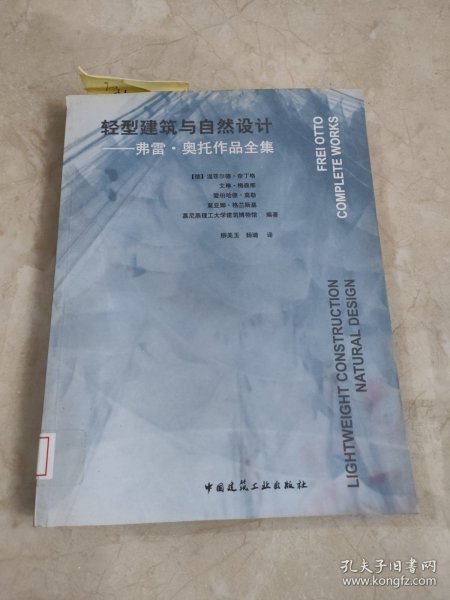 轻型建筑与自然设计
——弗雷·奥托作品全集
【德】温菲尔德·奈丁格
艾琳·梅森那
爱伯哈德·莫勒
莫亚娜·格兰斯基
慕尼黑理工大学建筑博物馆 编著
柳美玉 杨璐 译
FREI OTTO
COMPLETE WORKS
LIGHTWEIGHT CONSTRUCTION
NATURAL DESIGN
中国建筑工业出版社
孔夫子旧书网
www.kongfz.com